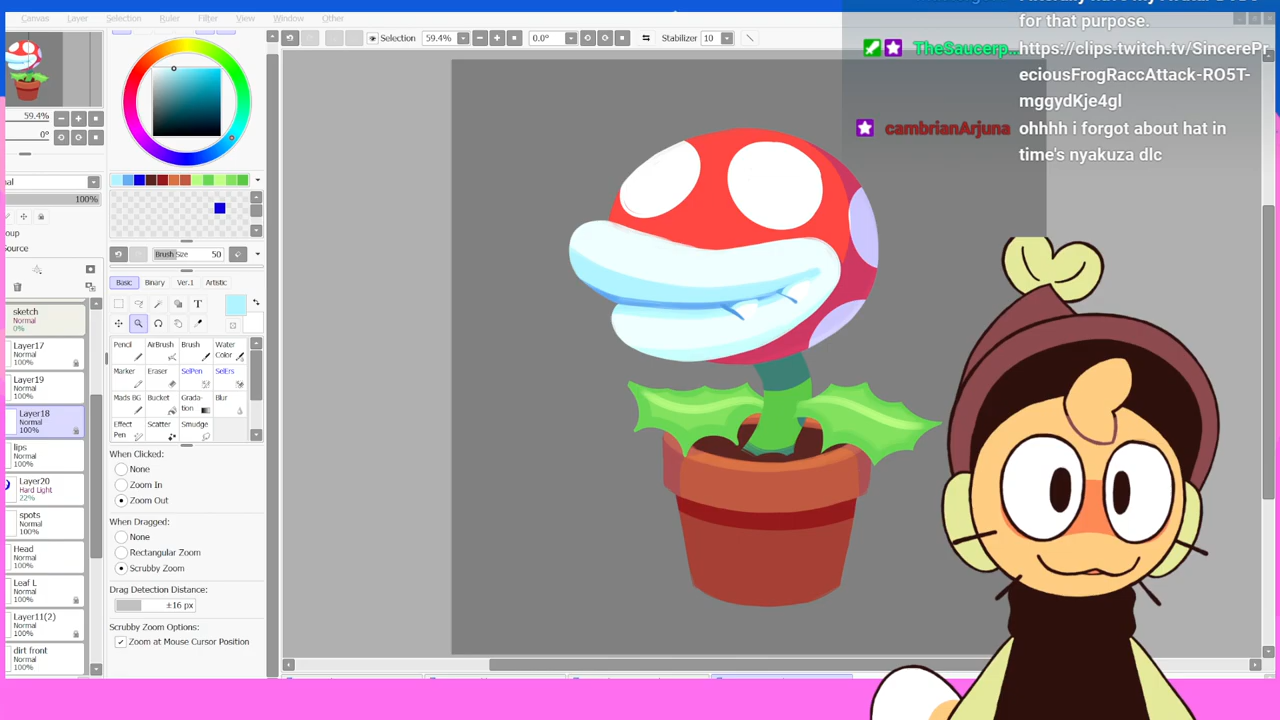 Canvas Layer Selection Ruler Filter View Window Other
Selection 59.4% 0.0° Stabilizer 10
for that purpose.
TheSaucerp... https://clips.twitch.tv/SincerePr
eciousFrogRaccAttack-RO5T-
mggydKje4gl
cambrianArjuna ohhhh i forgot about hat in
time's nyakuza dlc
59.4%
0°
100%
Source
Brush Size 50
Basic Binary Ver.1 Artistic
T
Pencil AirBrush Brush Water Color
Marker Eraser SelPen SelErs
Mads BG Bucket Grada-tion Blur
Effect Pen Scatter Smudge
sketch
Normal
0%
Layer17
Normal
100%
Layer19
Normal
100%
Layer18
Normal
100%
lips
Normal
100%
Layer20
Hard Light
22%
spots
Normal
100%
Head
Normal
100%
Leaf L
Normal
100%
Layer11(2)
Normal
100%
dirt front
Normal
100%
When Clicked:
None
Zoom In
Zoom Out
When Dragged:
None
Rectangular Zoom
Scrubby Zoom
Drag Detection Distance:
±16 px
Scrubby Zoom Options:
Zoom at Mouse Cursor Position